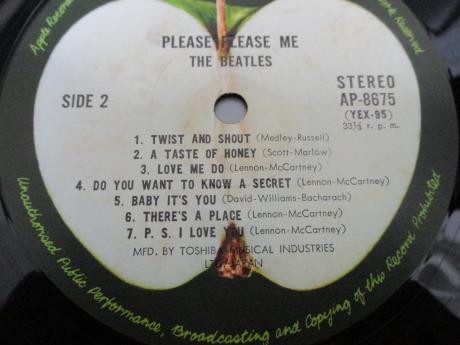 PLEASE PLEASE ME
THE BEATLES
SIDE 2
STEREO
AP-8675
(YEX-95)
33⅓ r. p. m.
1. TWIST AND SHOUT (Medley-Russell)
2. A TASTE OF HONEY (Scott-Marlow)
3. LOVE ME DO (Lennon-McCartney)
4. DO YOU WANT TO KNOW A SECRET (Lennon-McCartney)
5. BABY IT'S YOU (David-Williams-Bacharach)
6. THERE'S A PLACE (Lennon-McCartney)
7. P. S. I LOVE YOU (Lennon-McCartney)
MFD. BY TOSHIBA MUSICAL INDUSTRIES
LTD. JAPAN
Apple Records
Unauthorised Public Performance, Broadcasting and Copying of this Record Prohibited